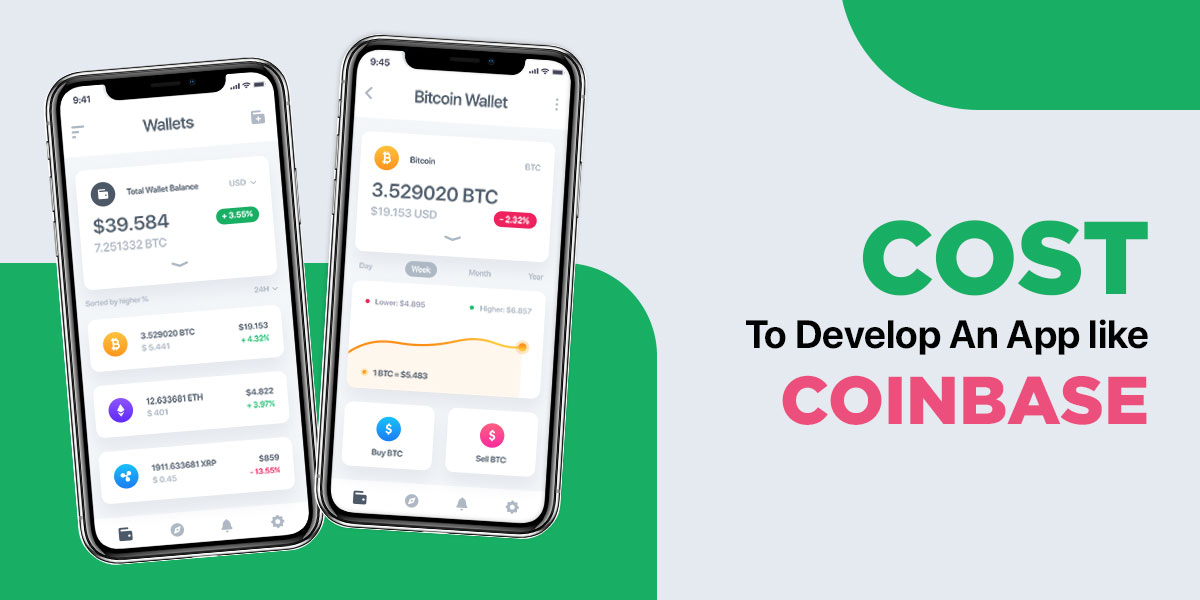 9:41
Wallets
Total Wallet Balance
USD
$39.584
+ 3.55%
7.251332 BTC
Sorted by higher %
24H
3.529020 BTC
$19.153
$ 5.441
+ 4.32%
12.633681 ETH
$4.822
$ 401
+ 3.97%
1911.633681 XRP
$859
$ 0.45
- 13.55%
9:45
Bitcoin Wallet
Bitcoin
BTC
3.529020 BTC
$19.153 USD
- 2.32%
Day
Week
Month
Year
Lower: $4.895
Higher: $6.857
1 BTC = $5.483
Buy BTC
Sell BTC
COST
To Develop An App like
COINBASE